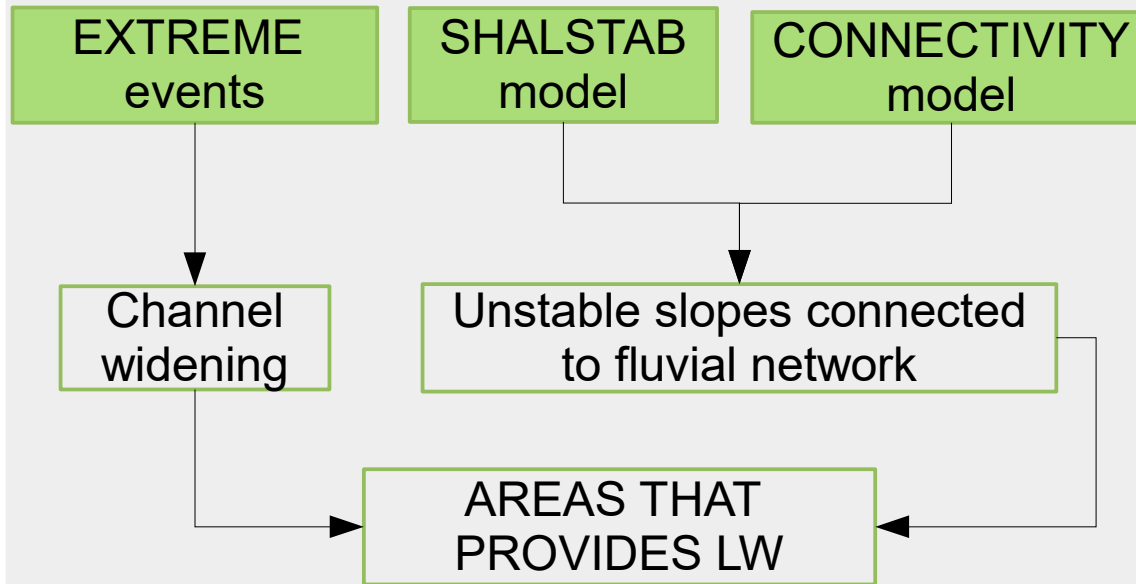 EXTREME
events
SHALSTAB
model
CONNECTIVITY
model
Channel
widening
Unstable slopes connected
to fluvial network
AREAS THAT
PROVIDES LW